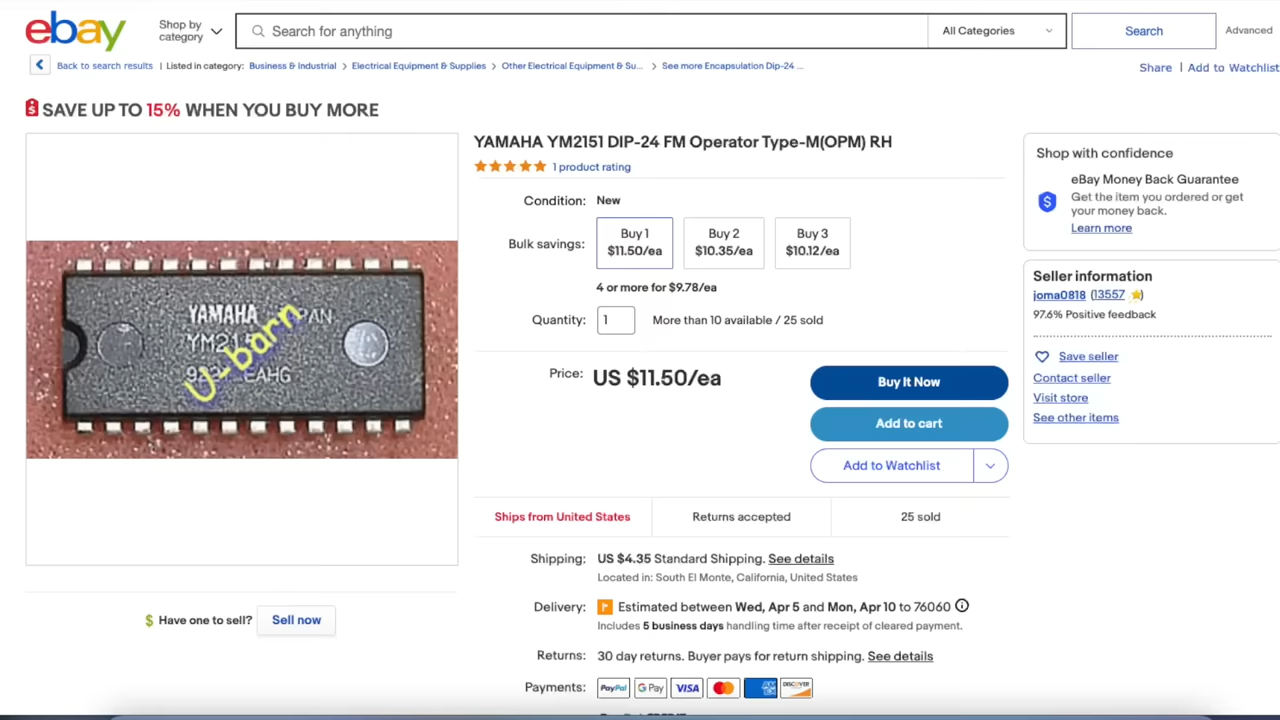 ebay
Shop by category
Search for anything
All Categories
Search
Advanced
Back to search results | Listed in category: Business & Industrial > Electrical Equipment & Supplies > Other Electrical Equipment & Su... > See more Encapsulation Dip-24 ...
Share | Add to Watchlist
SAVE UP TO 15% WHEN YOU BUY MORE
YAMAHA
YM215
U-barn
YAMAHA YM2151 DIP-24 FM Operator Type-M(OPM) RH
1 product rating
Condition: New
Bulk savings:
Buy 1
$11.50/ea
Buy 2
$10.35/ea
Buy 3
$10.12/ea
4 or more for $9.78/ea
Quantity: 1 More than 10 available / 25 sold
Price: US $11.50/ea
Buy It Now
Add to cart
Add to Watchlist
Ships from United States
Returns accepted
25 sold
Shipping: US $4.35 Standard Shipping. See details
Located in: South El Monte, California, United States
Delivery: Estimated between Wed, Apr 5 and Mon, Apr 10 to 76060
Includes 5 business days handling time after receipt of cleared payment.
Returns: 30 day returns. Buyer pays for return shipping. See details
Payments: PayPal G Pay VISA DISCOVER
$ Have one to sell? Sell now
Shop with confidence
eBay Money Back Guarantee
Get the item you ordered or get
your money back.
Learn more
Seller information
joma0818 (13557)
97.6% Positive feedback
Save seller
Contact seller
Visit store
See other items